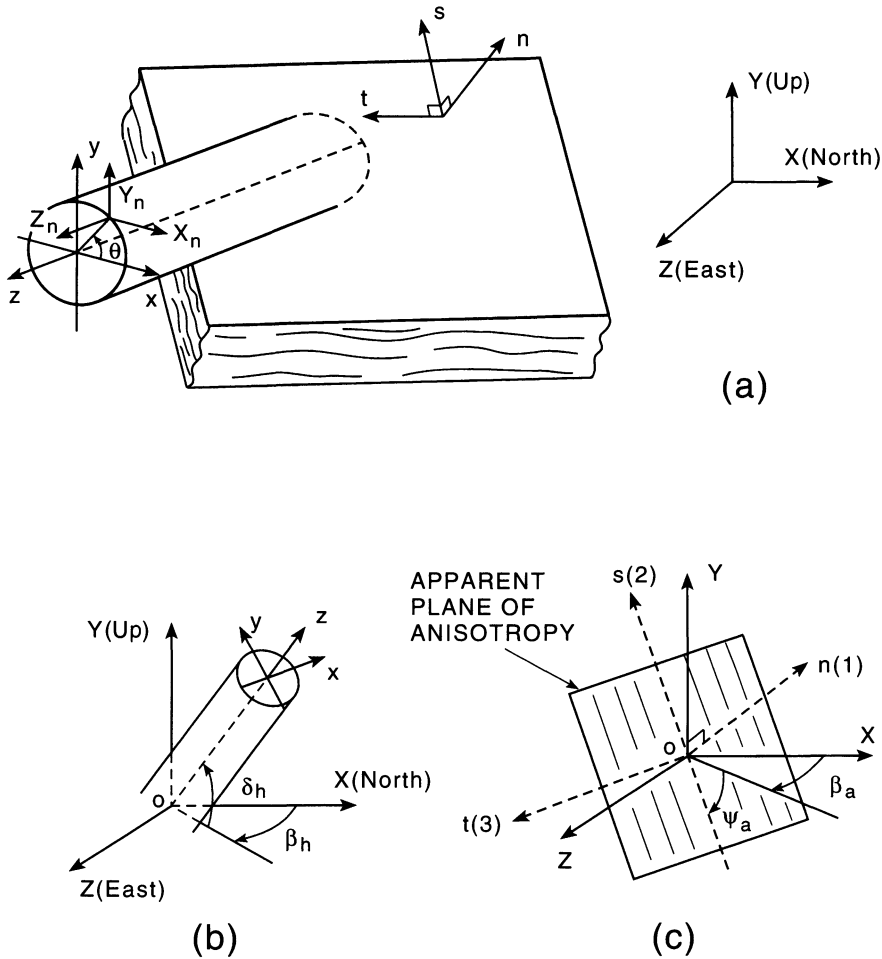 s
n
t
Y(Up)
X(North)
Z(East)
y
Yn
Zn
Xn
θ
z
x
(a)
Y(Up)
y
z
x
o
δh
X(North)
βh
Z(East)
(b)
APPARENT
PLANE OF
ANISOTROPY
s(2)
Y
n(1)
o
X
βa
ψa
t(3)
Z
(c)